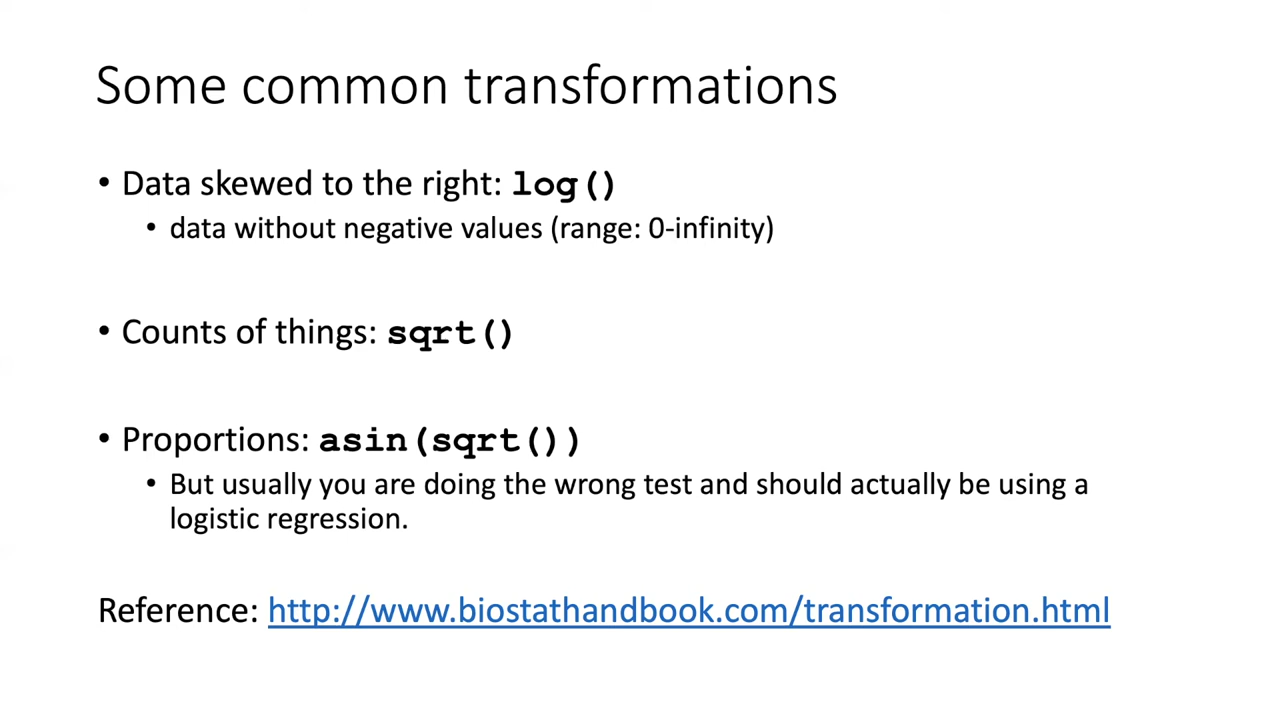 Some common transformations
• Data skewed to the right: log()
• data without negative values (range: 0-infinity)
• Counts of things: sqrt()
• Proportions: asin(sqrt())
• But usually you are doing the wrong test and should actually be using a
logistic regression.
Reference: http://www.biostathandbook.com/transformation.html